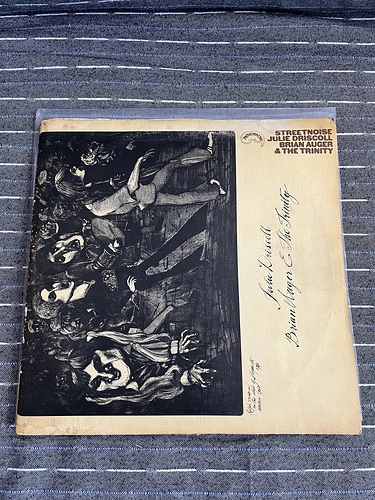 STREETNOISE
JULIE DRISCOLL
BRIAN AUGER
& THE TRINITY
Julie Driscoll
Brian Auger & The Trinity